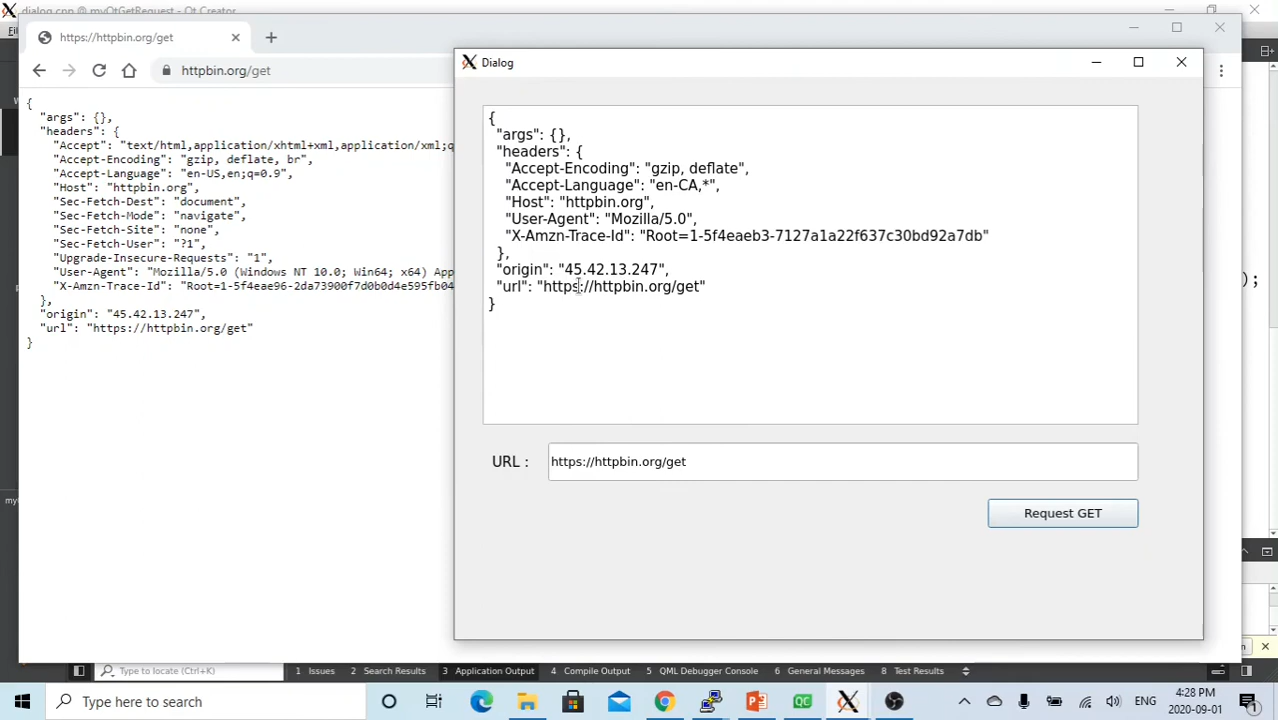 dialog.cpp @ myQtGetRequest - Qt Creator
https://httpbin.org/get
httpbin.org/get
{
"args": {},
"headers": {
"Accept": "text/html,application/xhtml+xml,application/xml;q
"Accept-Encoding": "gzip, deflate, br",
"Accept-Language": "en-US,en;q=0.9",
"Host": "httpbin.org",
"Sec-Fetch-Dest": "document",
"Sec-Fetch-Mode": "navigate",
"Sec-Fetch-Site": "none",
"Sec-Fetch-User": "?1",
"Upgrade-Insecure-Requests": "1",
"User-Agent": "Mozilla/5.0 (Windows NT 10.0; Win64; x64) App
"X-Amzn-Trace-Id": "Root=1-5f4eae96-2da73900f7d0b0d4e595fb04
},
"origin": "45.42.13.247",
"url": "https://httpbin.org/get"
}
Dialog
{
"args": {},
"headers": {
"Accept-Encoding": "gzip, deflate",
"Accept-Language": "en-CA,*",
"Host": "httpbin.org",
"User-Agent": "Mozilla/5.0",
"X-Amzn-Trace-Id": "Root=1-5f4eaeb3-7127a1a22f637c30bd92a7db"
},
"origin": "45.42.13.247",
"url": "https://httpbin.org/get"
}
URL :
https://httpbin.org/get
Request GET
);
Type to locate (Ctrl+K)
1 Issues
2 Search Results
3 Application Output
4 Compile Output
5 QML Debugger Console
6 General Messages
8 Test Results
Type here to search
ENG
4:28 PM
2020-09-01